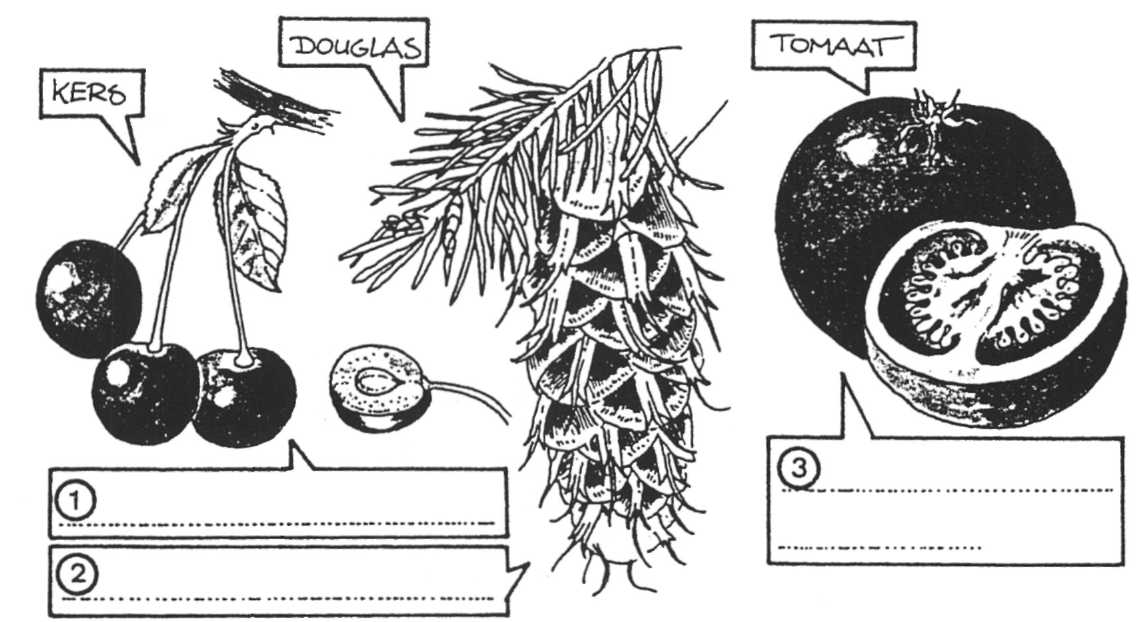 KERS
DOUGLAS
TOMAAT
1
2
3